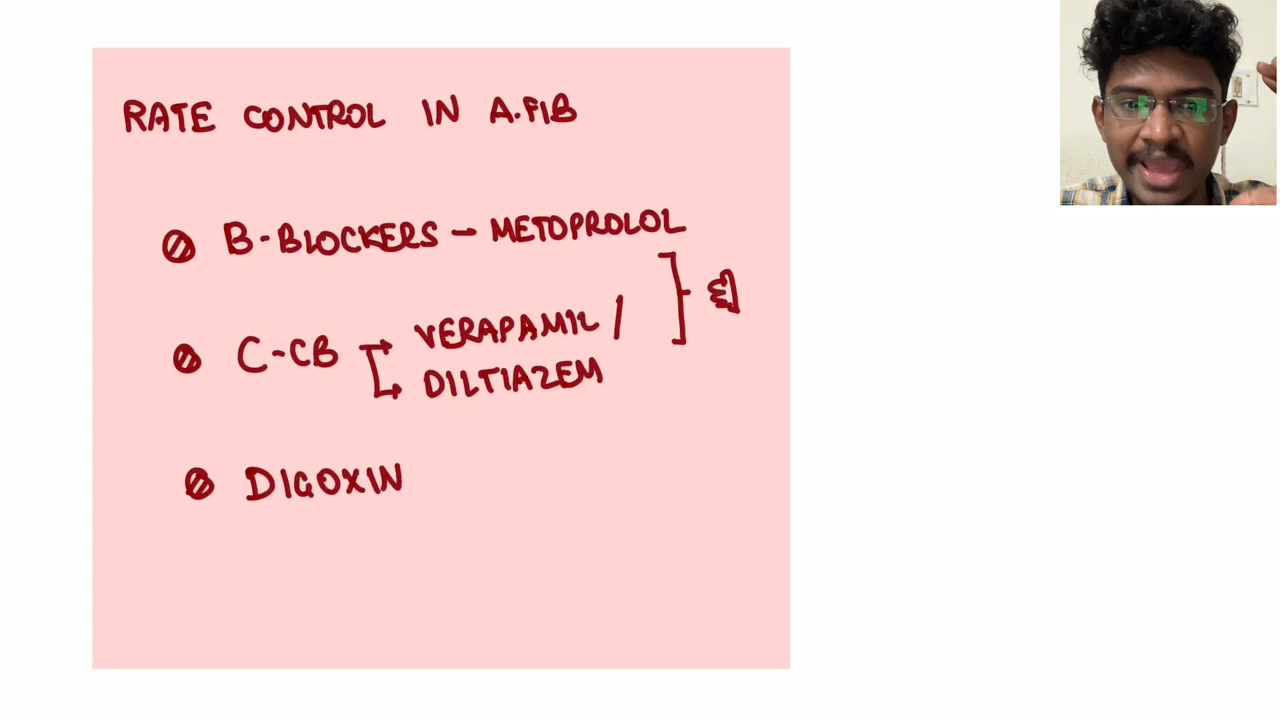 RATE CONTROL IN A.FIB
B-BLOCKERS - METOPROLOL
C-CB VERAPAMIL /
DILTIAZEM
DIGOXIN